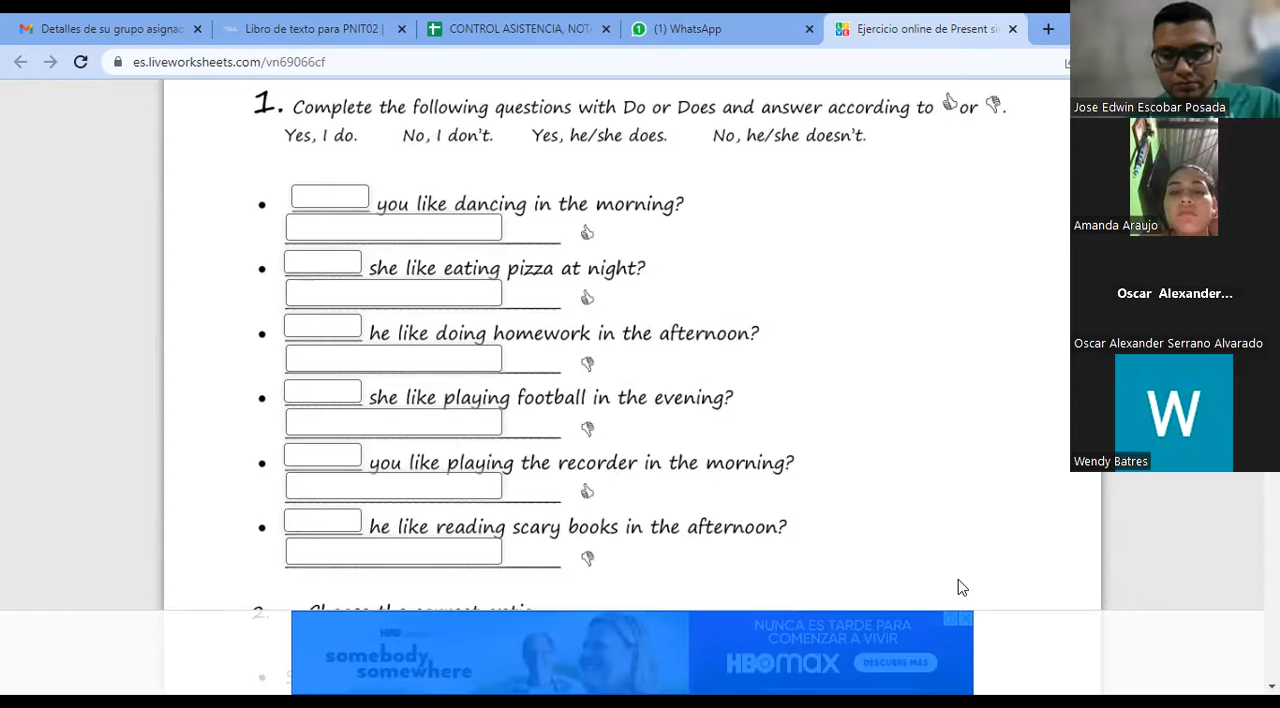 Detalles de su grupo asignac
Libro de texto para PNIT02 |
CONTROL ASISTENCIA, NOT
(1) WhatsApp
Ejercicio online de Present sin
es.liveworksheets.com/vn69066cf
1. Complete the following questions with Do or Does and answer according to or .
Yes, I do. No, I don't. Yes, he/she does. No, he/she doesn't.
you like dancing in the morning?
she like eating pizza at night?
he like doing homework in the afternoon?
she like playing football in the evening?
you like playing the recorder in the morning?
he like reading scary books in the afternoon?
2.
HBO
somebody
somewhere
NUNCA ES TARDE PARA
COMENZAR A VIVIR
HBOmax
DESCUBRE MÁS
Jose Edwin Escobar Posada
Amanda Araujo
Oscar Alexander...
Oscar Alexander Serrano Alvarado
W
Wendy Batres